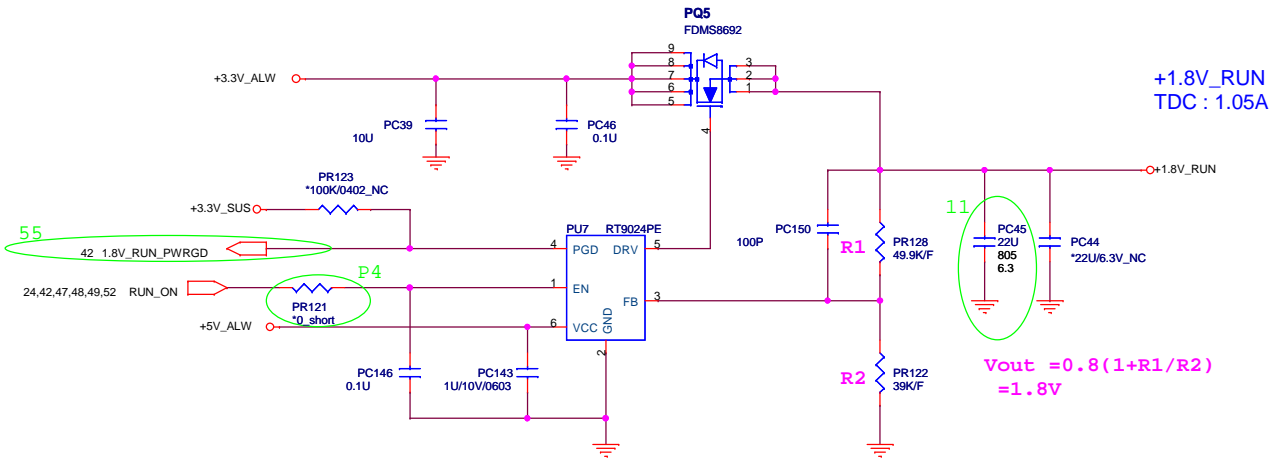 PQ5
FDMS8692
9
8
7
6
5
3
2
1
4
+3.3V_ALW
+1.8V_RUN
TDC : 1.05A
PC39
10U
PC46
0.1U
PR123
*100K/0402_NC
+3.3V_SUS
55
42 1.8V_RUN_PWRGD
PU7 RT9024PE
4 PGD DRV 5
PC150
100P
R1
PR128
49.9K/F
11
PC45
22U
805
6.3
PC44
*22U/6.3V_NC
+1.8V_RUN
P4
24,42,47,48,49,52 RUN_ON
PR121
*0_short
1 EN
FB 3
+5V_ALW
6 VCC
GND
2
PC146
0.1U
PC143
1U/10V/0603
R2
PR122
39K/F
Vout =0.8(1+R1/R2)
=1.8V